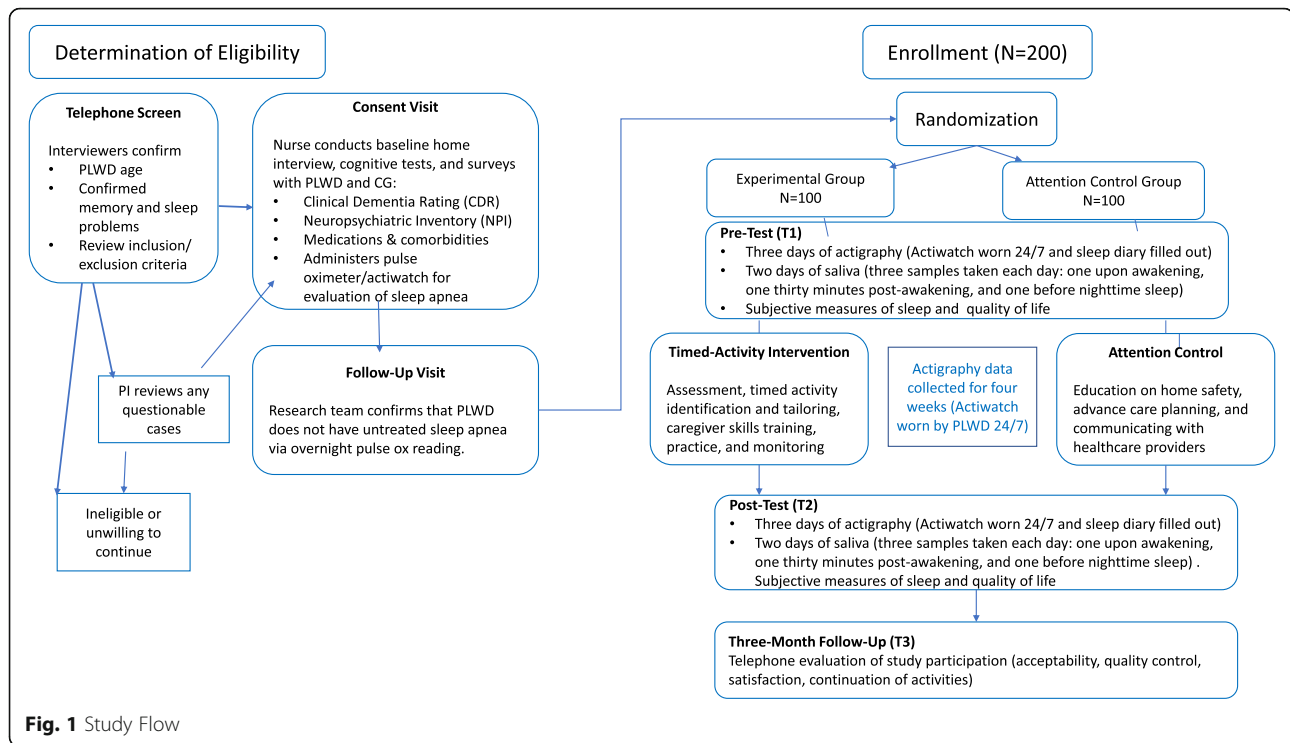 Determination of Eligibility
Telephone Screen
Interviewers confirm
• PLWD age
• Confirmed
memory and sleep
problems
• Review inclusion/
exclusion criteria
Consent Visit
Nurse conducts baseline home
interview, cognitive tests, and surveys
with PLWD and CG:
• Clinical Dementia Rating (CDR)
• Neuropsychiatric Inventory (NPI)
• Medications & comorbidities
• Administers pulse
oximeter/actiwatch for
evaluation of sleep apnea
PI reviews any
questionable
cases
Follow-Up Visit
Research team confirms that PLWD
does not have untreated sleep apnea
via overnight pulse ox reading.
Ineligible or
unwilling to
continue
Enrollment (N=200)
Randomization
Experimental Group
N=100
Attention Control Group
N=100
Pre-Test (T1)
• Three days of actigraphy (Actiwatch worn 24/7 and sleep diary filled out)
• Two days of saliva (three samples taken each day: one upon awakening,
one thirty minutes post-awakening, and one before nighttime sleep)
• Subjective measures of sleep and quality of life
Timed-Activity Intervention
Assessment, timed activity
identification and tailoring,
caregiver skills training,
practice, and monitoring
Actigraphy data
collected for four
weeks (Actiwatch
worn by PLWD 24/7)
Attention Control
Education on home safety,
advance care planning, and
communicating with
healthcare providers
Post-Test (T2)
• Three days of actigraphy (Actiwatch worn 24/7 and sleep diary filled out)
• Two days of saliva (three samples taken each day: one upon awakening,
one thirty minutes post-awakening, and one before nighttime sleep) .
Subjective measures of sleep and quality of life
Three-Month Follow-Up (T3)
Telephone evaluation of study participation (acceptability, quality control,
satisfaction, continuation of activities)
Fig. 1 Study Flow